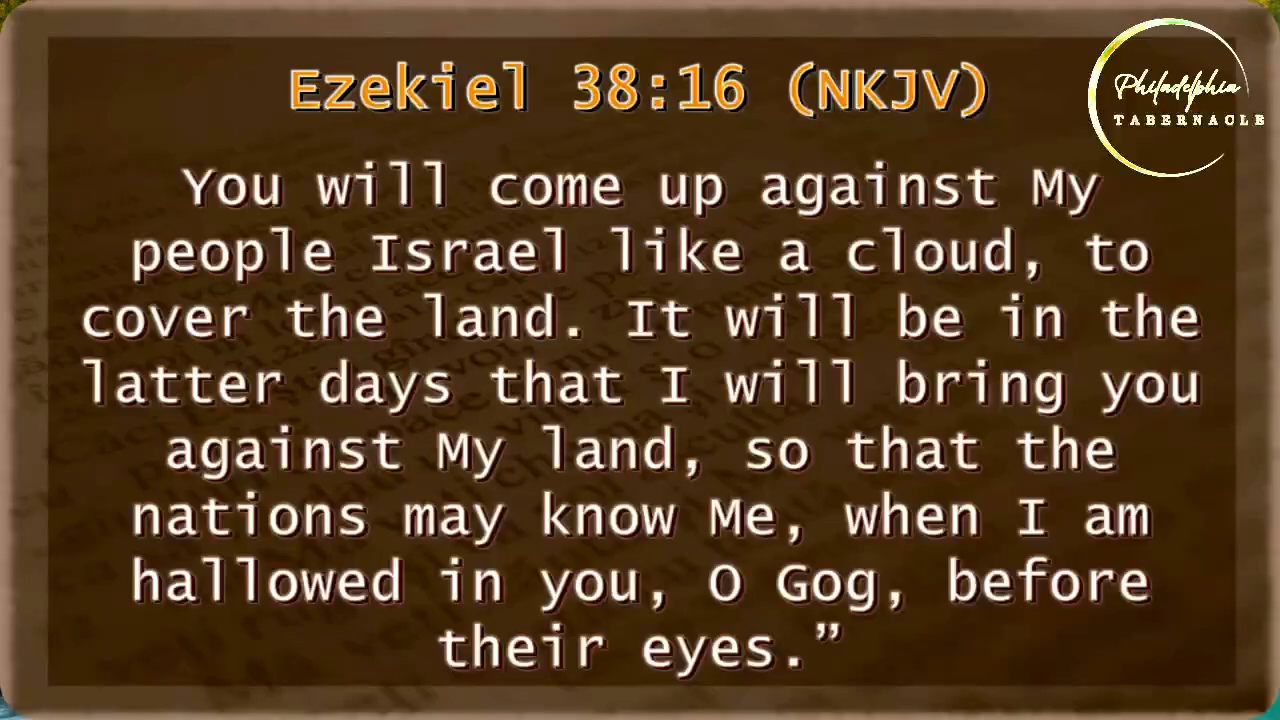 Ezekiel 38:16 (NKJV)
Philadelphia
TABERNACLE
You will come up against My
people Israel like a cloud, to
cover the land. It will be in the
latter days that I will bring you
against My land, so that the
nations may know Me, when I am
hallowed in you, O Gog, before
their eyes.”